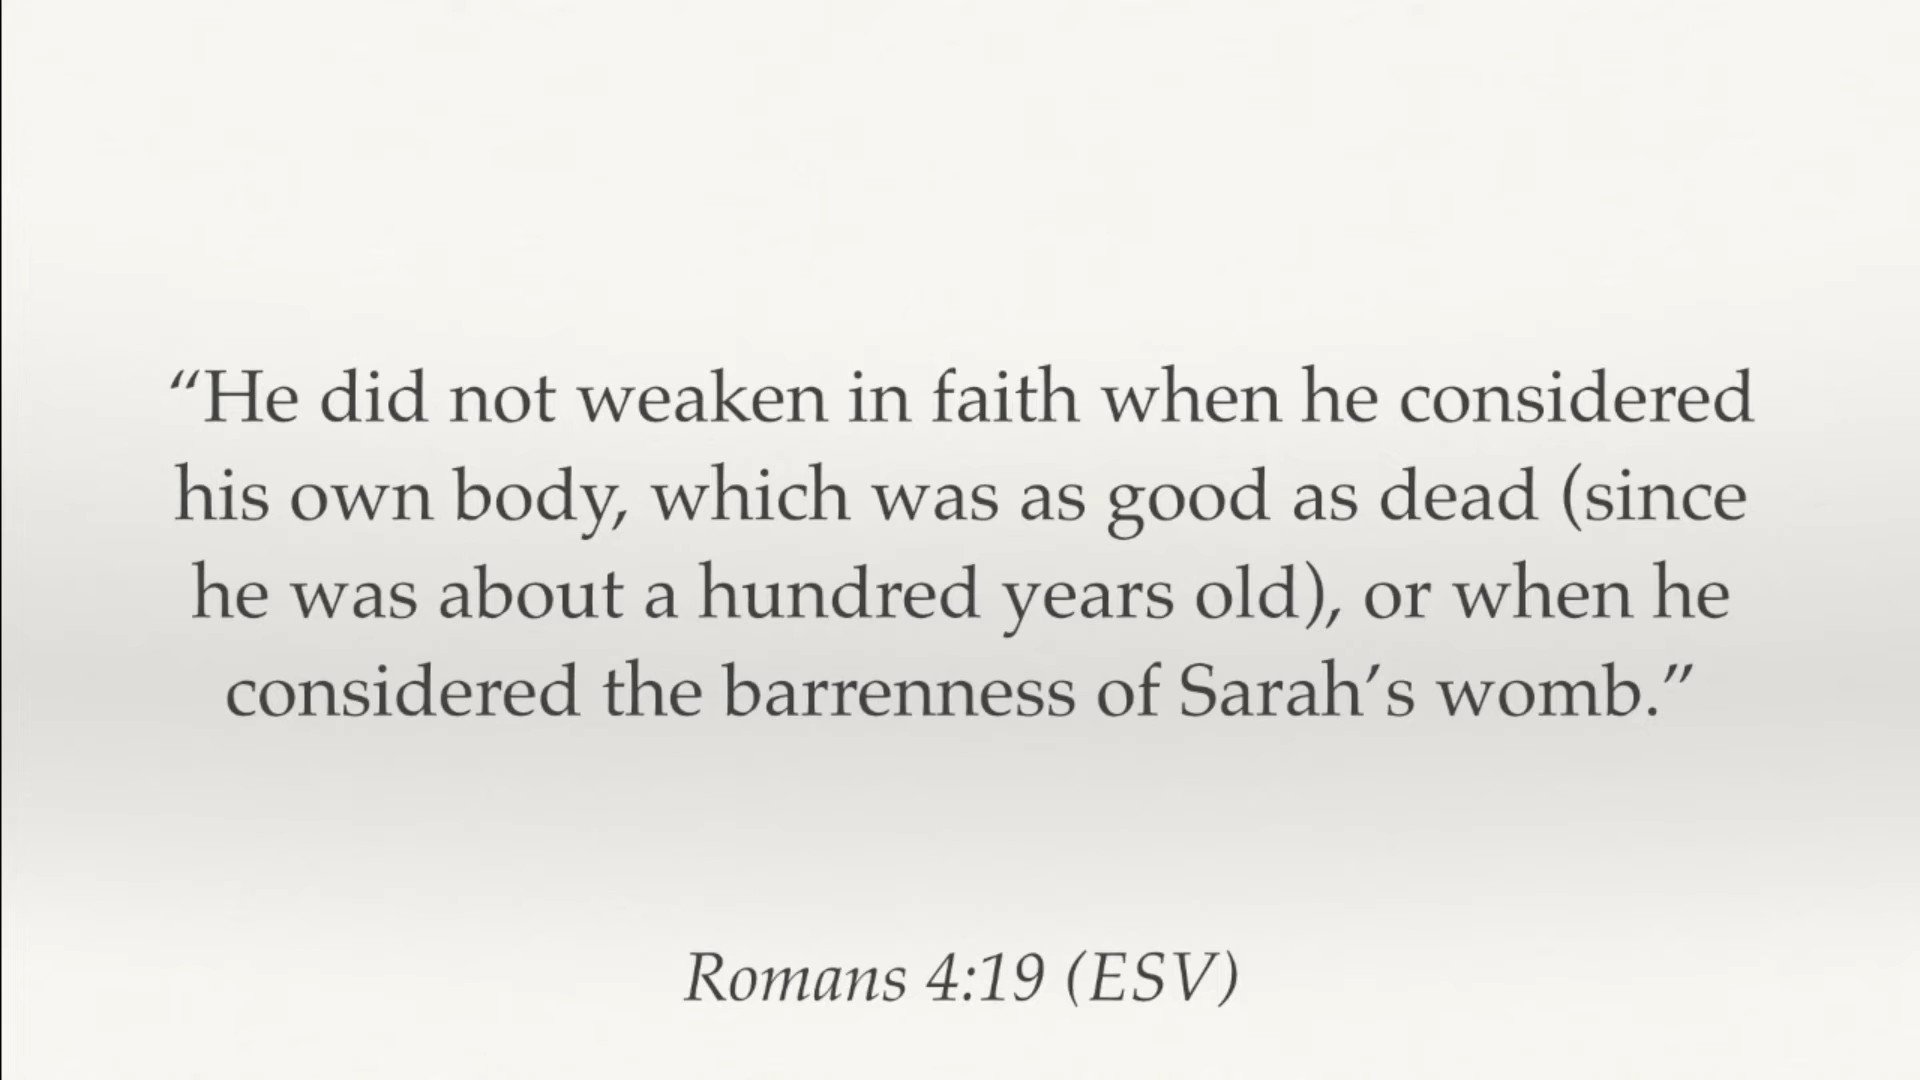 “He did not weaken in faith when he considered
his own body, which was as good as dead (since
he was about a hundred years old), or when he
considered the barrenness of Sarah’s womb.”
Romans 4:19 (ESV)